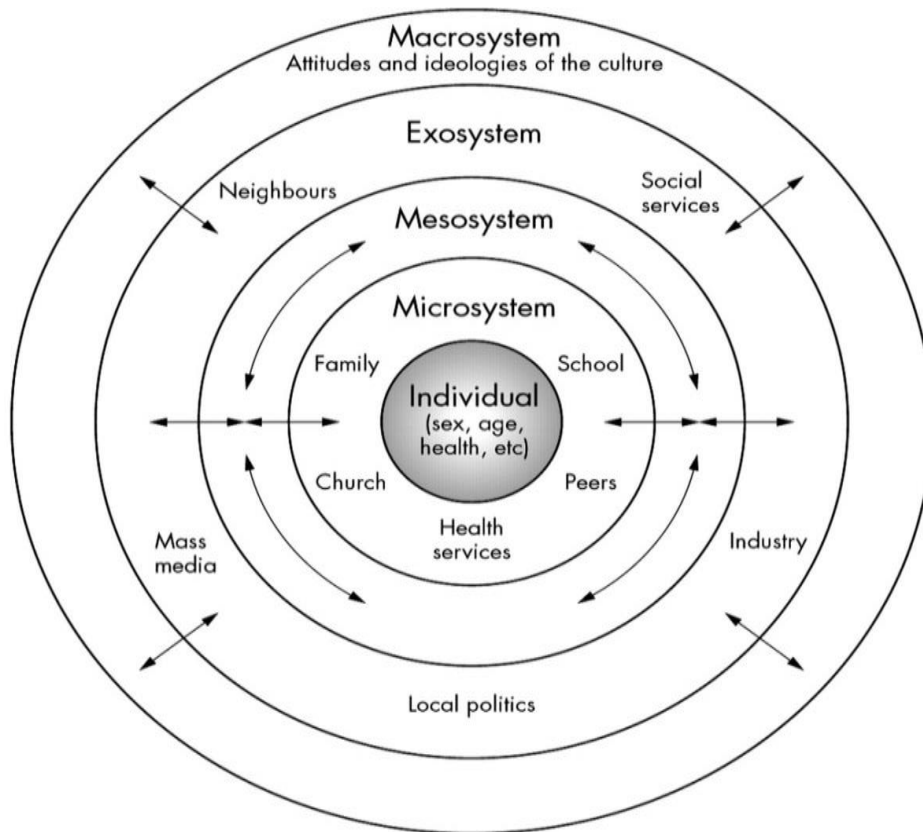 Macrosystem
Attitudes and ideologies of the culture
Exosystem
Neighbours
Social
services
Mesosystem
Microsystem
Family
School
Individual
(sex, age,
health, etc)
Church
Peers
Health
services
Mass
media
Industry
Local politics